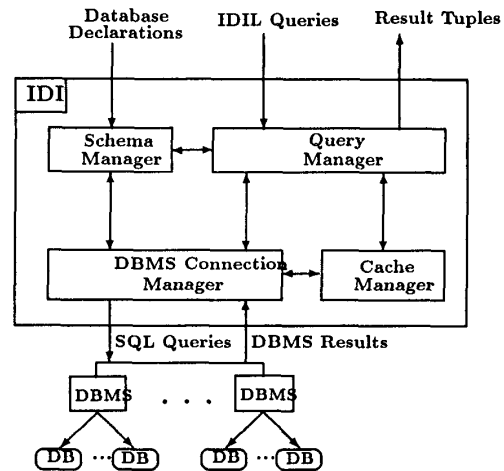 Database IDIL Queries Result Tuples
Declarations
IDI
Schema Query
Manager Manager
DBMS Connection Cache
Manager Manager
SQL Queries DBMS Results
DBMS . . . DBMS
DB ... DB DB ... DB